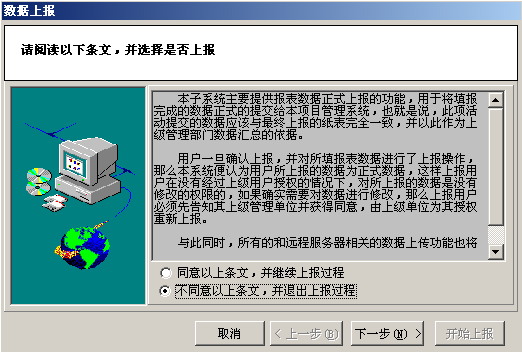 数据上报
请阅读以下条文，并选择是否上报
本子系统主要提供报表数据正式上报的功能，用于将填报
完成的数据正式的提交给本项目管理系统，也就是说，此项活
动提交的数据应该与最终上报的纸表完全一致，并以此作为上
级管理部门数据汇总的依据。
用户一旦确认上报，并对所填报表数据进行了上报操作，
那么本系统便认为用户所上报的数据为正式数据，这样上报用
户在没有经过上级用户授权的情况下，对所上报的数据是没有
修改的权限的，如果确实需要对数据进行修改，那么上报用户
必须先告知其上级管理单位并获得同意，由上级单位为其授权
重新上报。
与此同时，所有的和远程服务器相关的数据上传功能也将
同意以上条文，并继续上报过程
不同意以上条文，并退出上报过程
取消
< 上一步(B)
下一步(N) >
开始上报